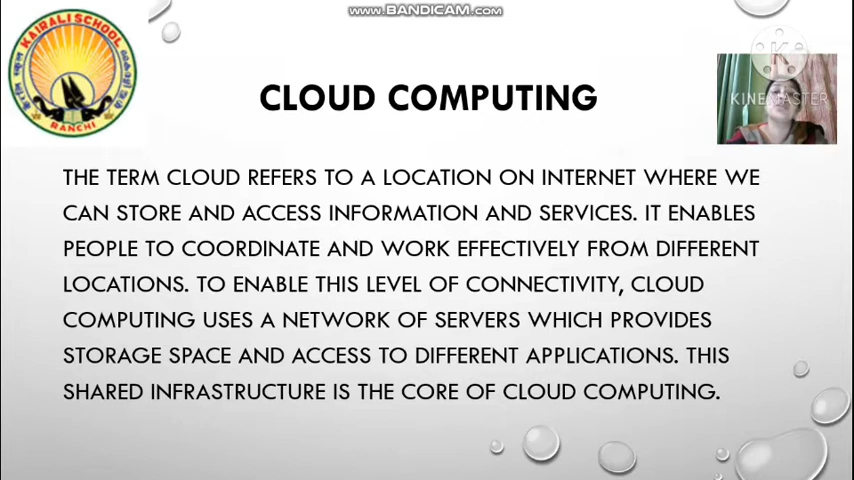 www.BANDICAM.com
KAIRALI SCHOOL
RANCHI
KINEMASTER
CLOUD COMPUTING
THE TERM CLOUD REFERS TO A LOCATION ON INTERNET WHERE WE
CAN STORE AND ACCESS INFORMATION AND SERVICES. IT ENABLES
PEOPLE TO COORDINATE AND WORK EFFECTIVELY FROM DIFFERENT
LOCATIONS. TO ENABLE THIS LEVEL OF CONNECTIVITY, CLOUD
COMPUTING USES A NETWORK OF SERVERS WHICH PROVIDES
STORAGE SPACE AND ACCESS TO DIFFERENT APPLICATIONS. THIS
SHARED INFRASTRUCTURE IS THE CORE OF CLOUD COMPUTING.